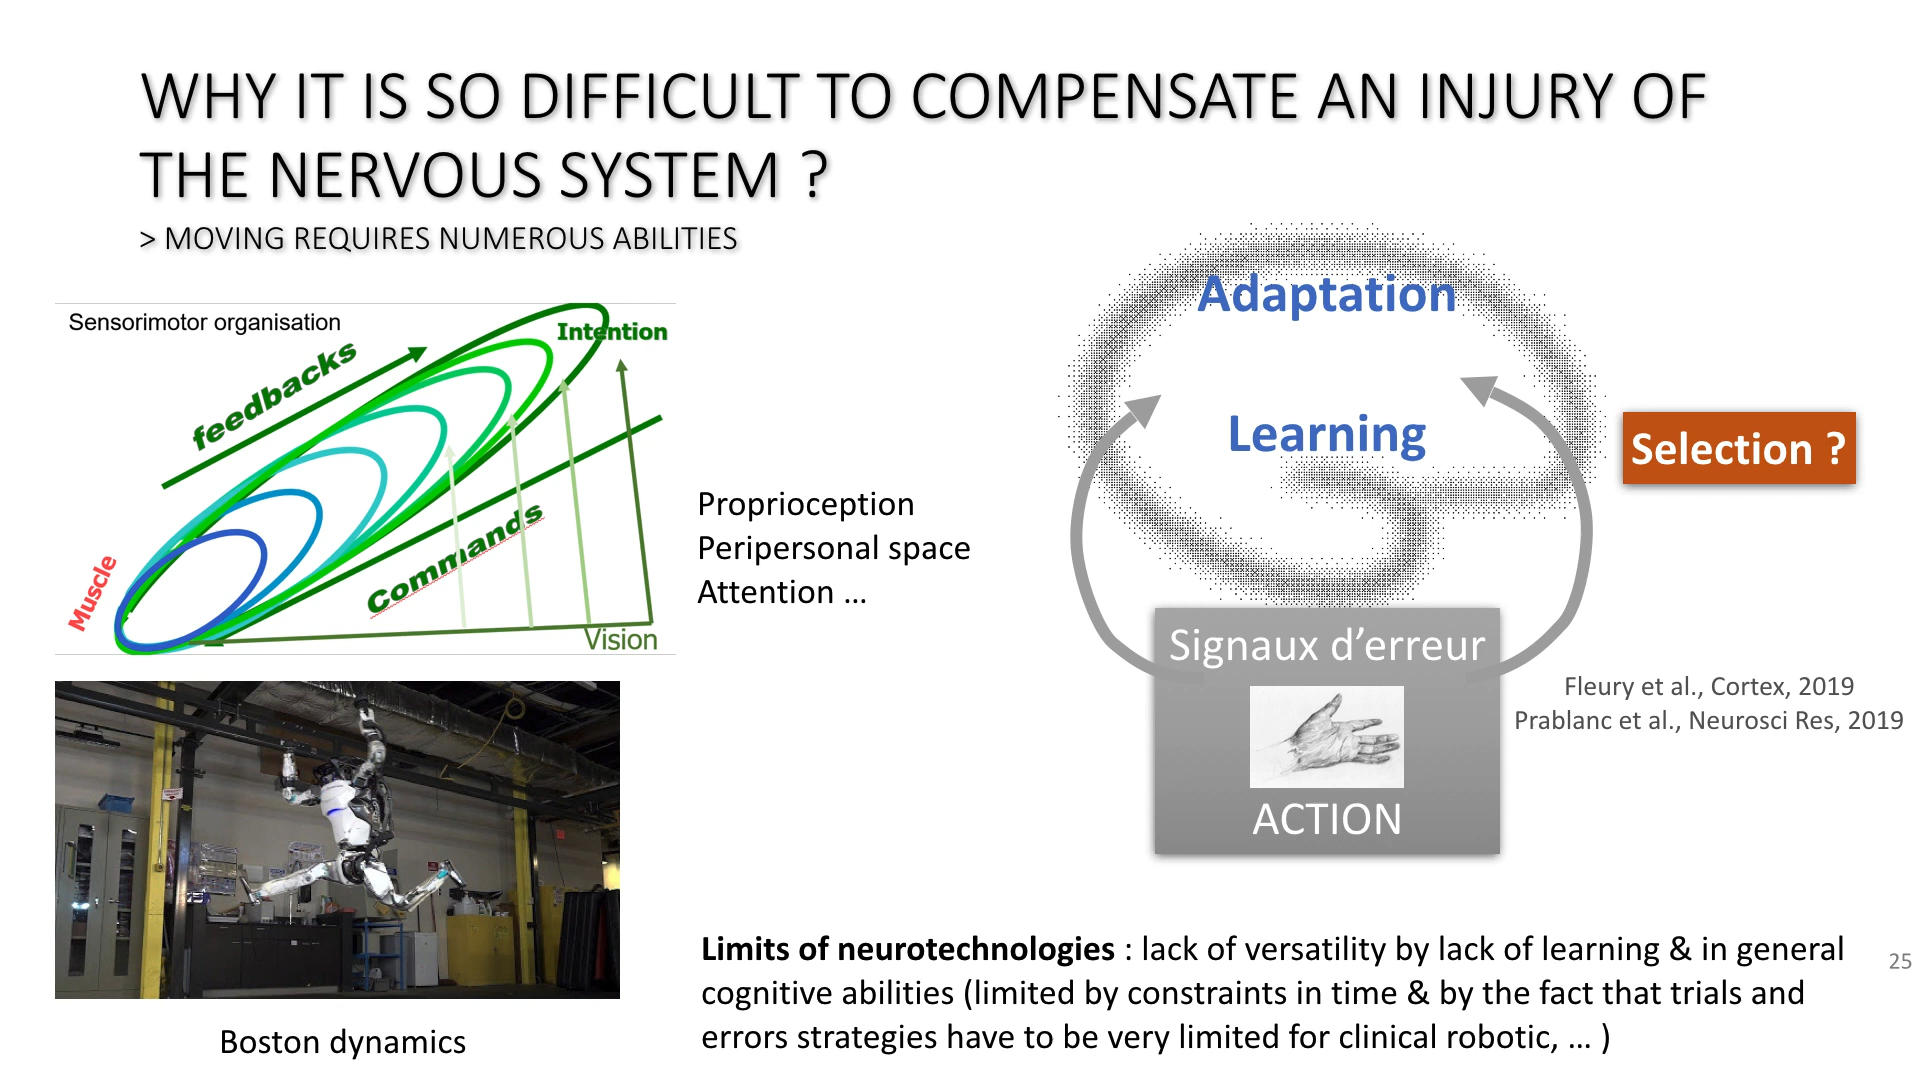 WHY IT IS SO DIFFICULT TO COMPENSATE AN INJURY OF
THE NERVOUS SYSTEM ?
> MOVING REQUIRES NUMEROUS ABILITIES
Sensorimotor organisation
Intention
feedbacks
Commands
Muscle
Vision
Proprioception
Peripersonal space
Attention …
Adaptation
Learning
Selection ?
Signaux d’erreur
ACTION
Fleury et al., Cortex, 2019
Prablanc et al., Neurosci Res, 2019
Boston dynamics
Limits of neurotechnologies : lack of versatility by lack of learning & in general
cognitive abilities (limited by constraints in time & by the fact that trials and
errors strategies have to be very limited for clinical robotic, … )
25